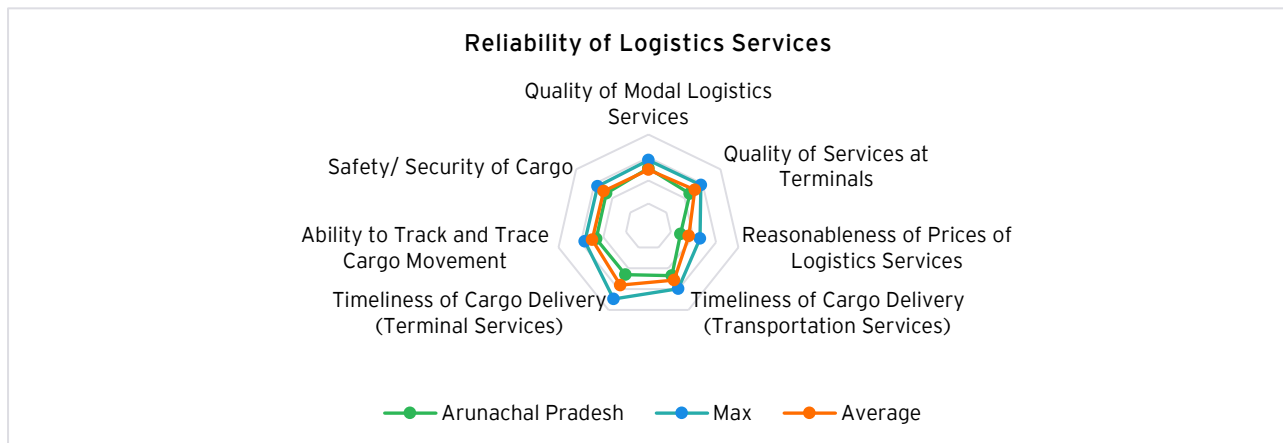 Reliability of Logistics Services
Quality of Modal Logistics
Services
Quality of Services at
Terminals
Reasonableness of Prices of
Logistics Services
Timeliness of Cargo Delivery
(Transportation Services)
Timeliness of Cargo Delivery
(Terminal Services)
Ability to Track and Trace
Cargo Movement
Safety/ Security of Cargo
Arunachal Pradesh
Max
Average